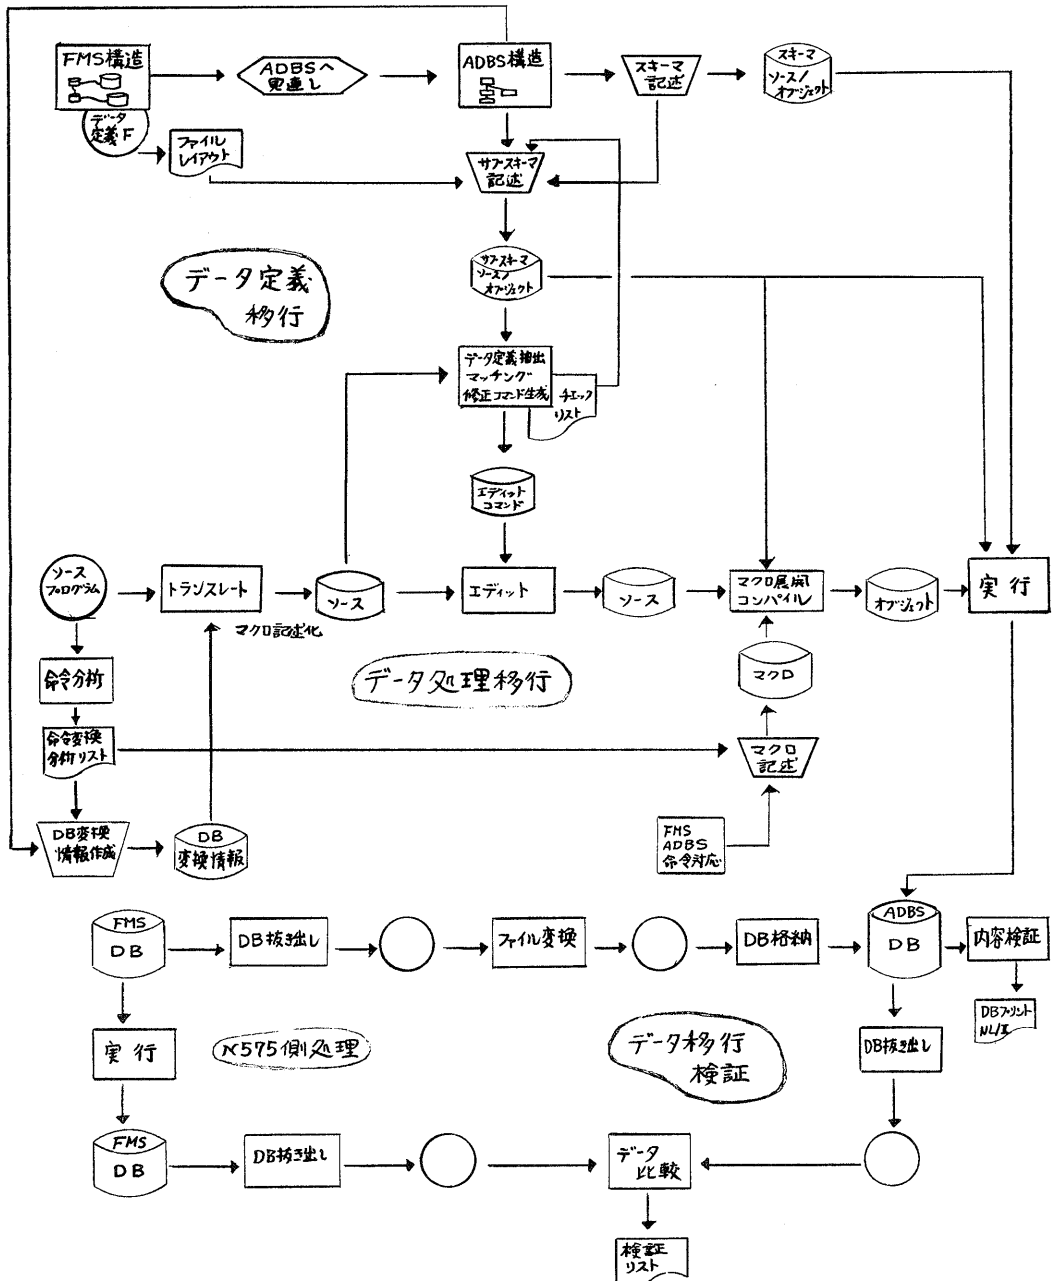 FMS構造
ADBSへ
見直し
ADBS構造
スキーマ
記述
スキーマ
ソース/
オブジェクト
データ
定義F
ファイル
レイアウト
サブスキーマ
記述
サブスキーマ
ソース/
オブジェクト
データ定義
移行
データ定義抽出
マッチング
修正コマンド生成
チェック
リスト
エディット
コマンド
ソース
プログラム
トランスレート
マクロ記述化
ソース
エディット
ソース
マクロ展開
コンパイル
オブジェクト
実行
命令分析
データ処理移行
マクロ
命令変換
分析リスト
マクロ
記述
DB変換
情報作成
DB
変換情報
FMS
ADBS
命令対応
FMS
DB
DB抜き出し
ファイル変換
DB格納
ADBS
DB
内容検証
DBプリント
NL/I
実行
N575側処理
データ移行
検証
DB抜き出し
FMS
DB
DB抜き出し
データ
比較
検証
リスト